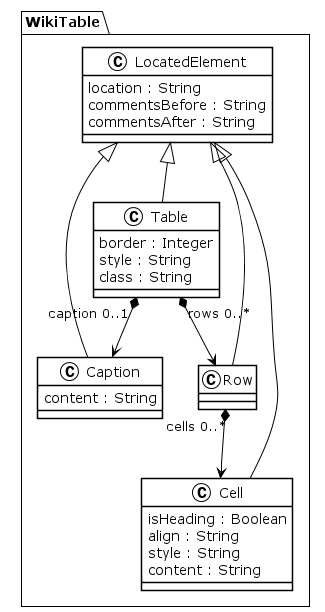 WikiTable
C LocatedElement
location : String
commentsBefore : String
commentsAfter : String
C Table
border : Integer
style : String
class : String
caption 0..1
rows 0..*
C Caption
content : String
C Row
cells 0..*
C Cell
isHeading : Boolean
align : String
style : String
content : String